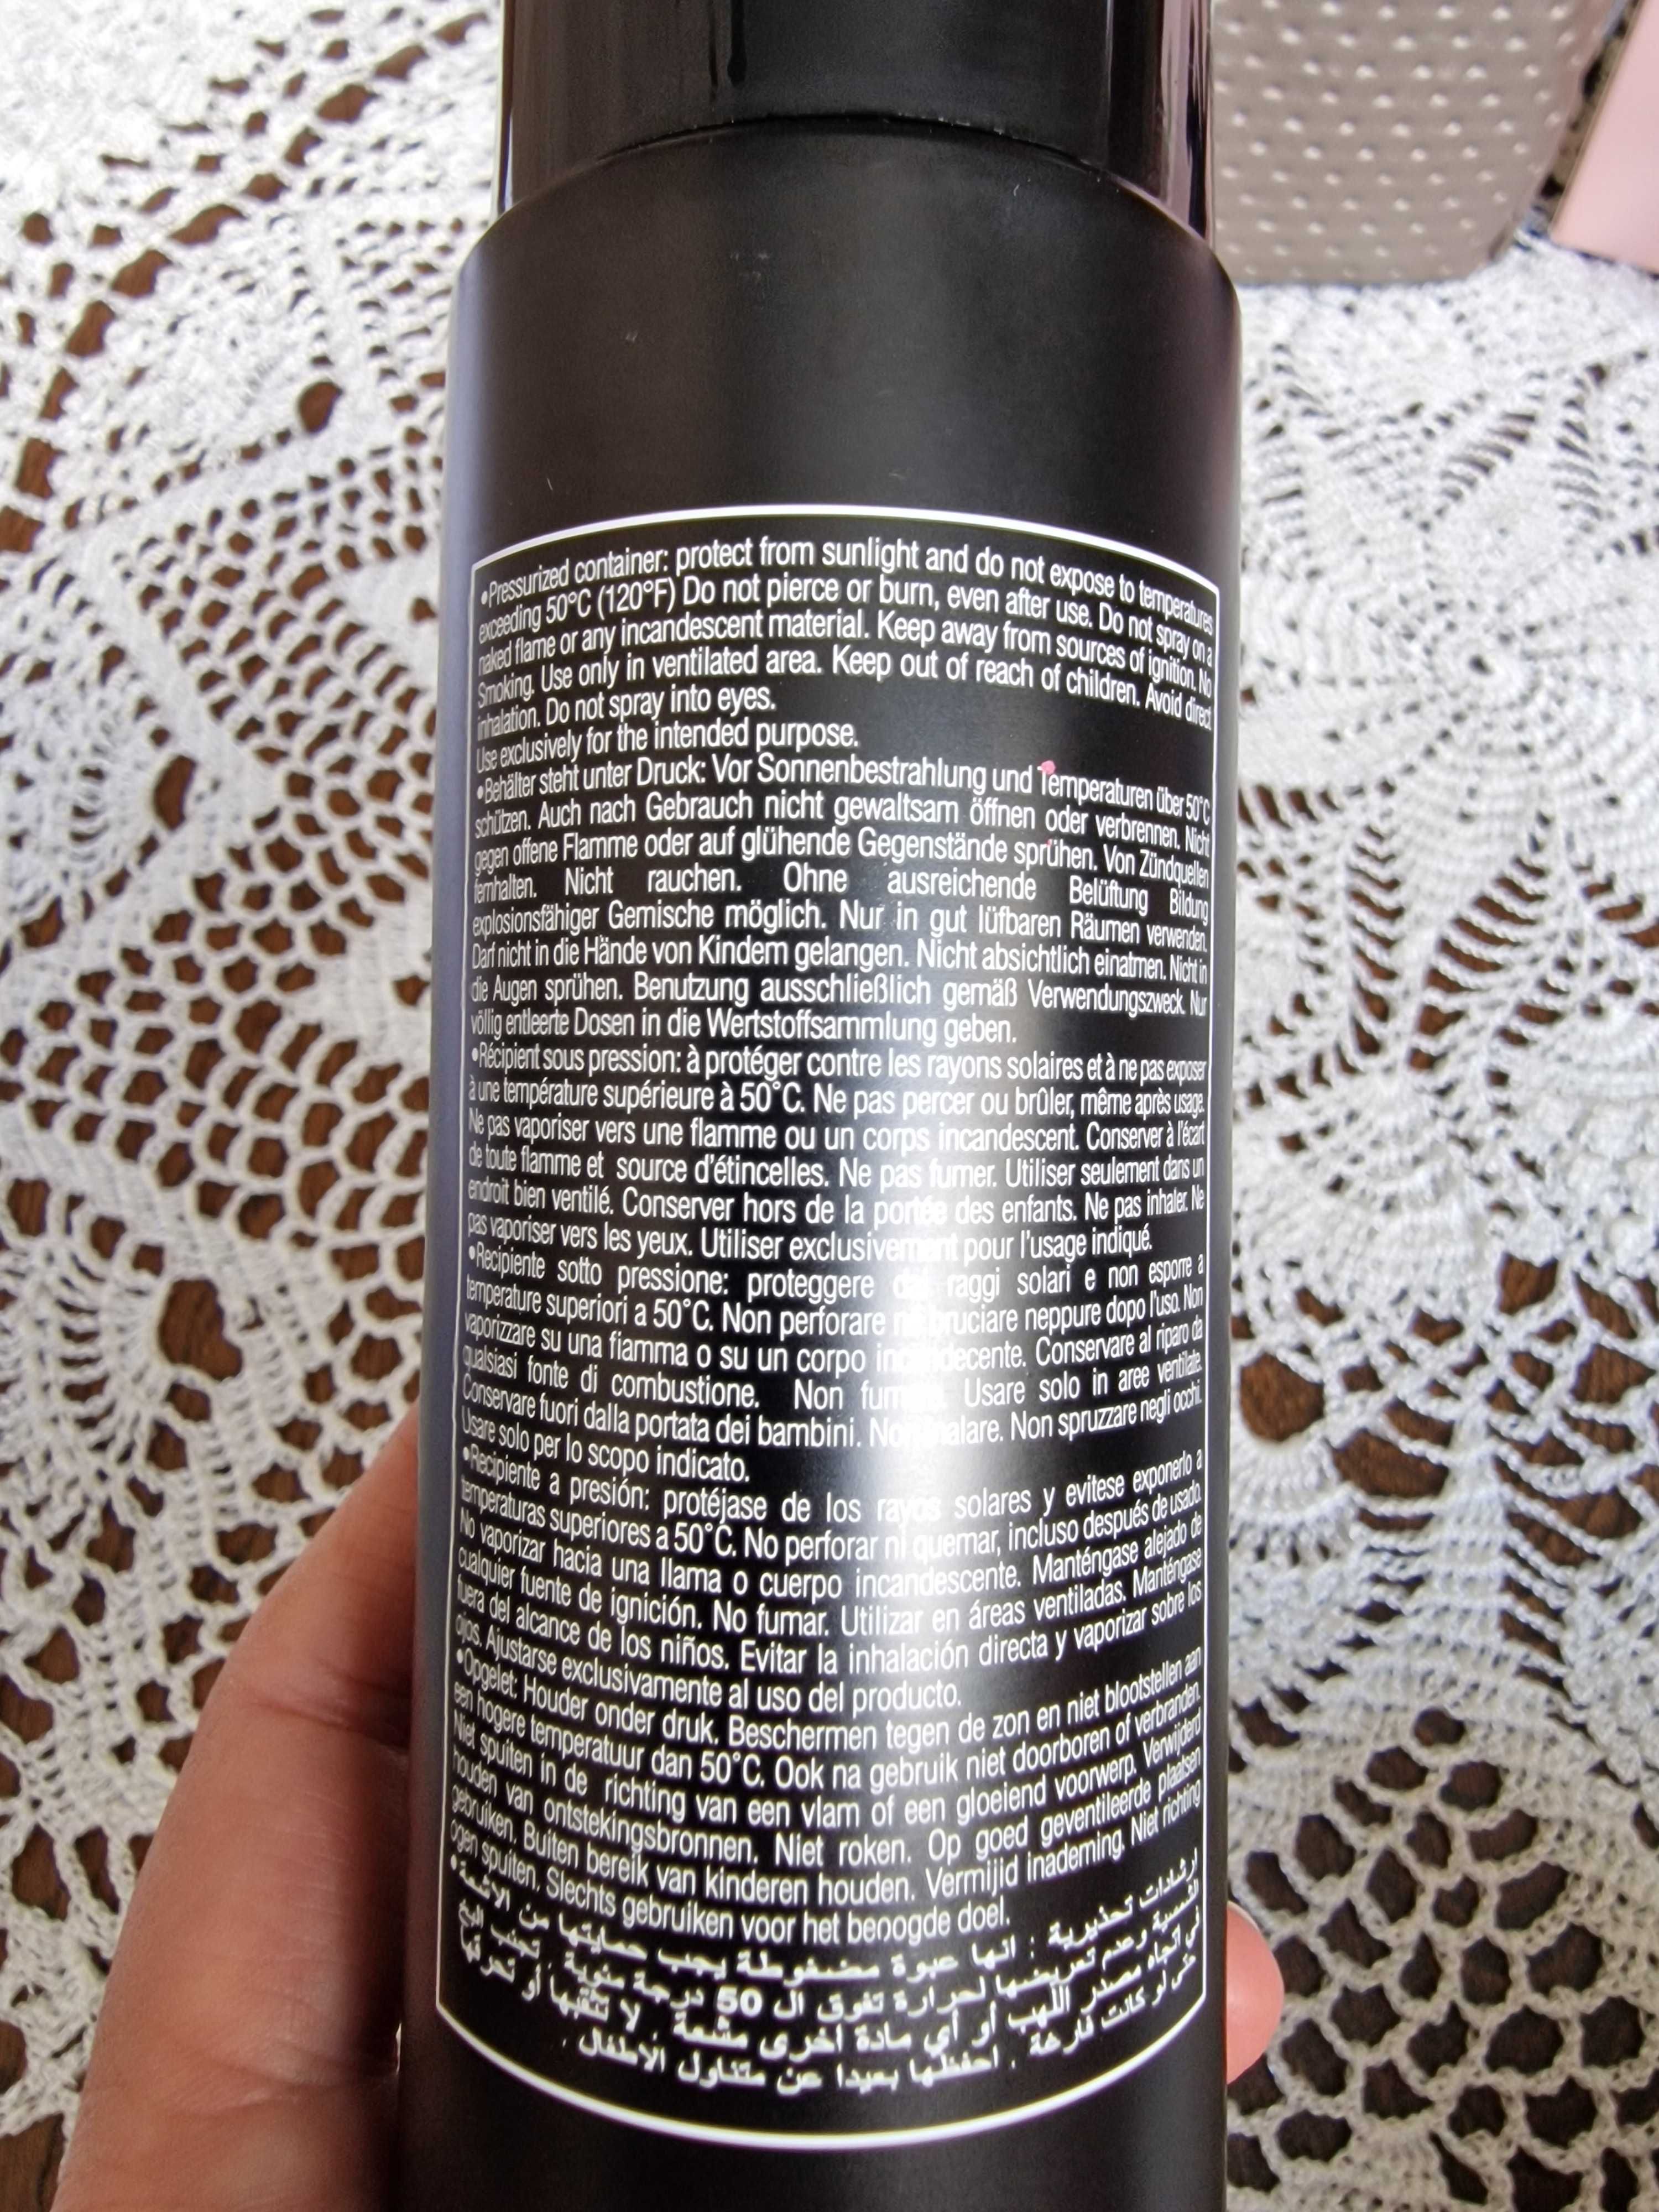 •Pressurized container: protect from sunlight and do not expose to temperatures
exceeding 50°C (120°F) Do not pierce or burn, even after use. Do not spray on a
naked flame or any incandescent material. Keep away from sources of ignition. No
Smoking. Use only in ventilated area. Keep out of reach of children. Avoid direct
inhalation. Do not spray into eyes.
Use exclusively for the intended purpose.
•Behälter steht unter Druck: Vor Sonnenbestrahlung und Temperaturen über 50°C
schützen. Auch nach Gebrauch nicht gewaltsam öffnen oder verbrennen. Nicht
gegen offene Flamme oder auf glühende Gegenstände sprühen. Von Zündquellen
fernhalten. Nicht rauchen. Ohne ausreichende Belüftung Bildung
explosionsfähiger Gemische möglich. Nur in gut lüfbaren Räumen verwenden.
Darf nicht in die Hände von Kindern gelangen. Nicht absichtlich einatmen. Nicht in
die Augen sprühen. Benutzung ausschließlich gemäß Verwendungszweck. Nur
völlig entleerte Dosen in die Wertstoffsammlung geben.
•Récipient sous pression: à protéger contre les rayons solaires et à ne pas exposer
à une température supérieure à 50°C. Ne pas percer ou brûler, même après usage.
Ne pas vaporiser vers une flamme ou un corps incandescent. Conserver à l'écart
de toute flamme et source d'étincelles. Ne pas fumer. Utiliser seulement dans un
endroit bien ventilé. Conserver hors de la portée des enfants. Ne pas inhaler. Ne
pas vaporiser vers les yeux. Utiliser exclusivement pour l'usage indiqué.
•Recipiente sotto pressione: proteggere raggi solari e non esporre a
temperature superiori a 50°C. Non perforare bruciare neppure dopo l'uso. Non
vaporizzare su una fiamma o su un corpo Conservare al riparo da
qualsiasi fonte di combustione. Non Usare solo in aree ventilate.
Conservare fuori dalla portata dei bambini. Non spruzzare negli occhi.
Usare solo per lo scopo indicato.
•Recipiente a presión: protéjase de los rayos solares y evitese exponerlo a
temperaturas superiores a 50°C. No perforar ni quemar, incluso después de usado.
No vaporizar hacia una llama o cuerpo incandescente. Manténgase alejado de
cualquier fuente de ignición. No fumar. Utilizar en áreas ventiladas. Manténgase
fuera del alcance de los niños. Evitar la inhalación directa y vaporizar sobre los
ojos. Ajustarse exclusivamente al uso del producto.
•Opgelet: Houder onder druk. Beschermen tegen de zon en niet blootstellen aan
een hogere temperatuur dan 50°C. Ook na gebruik niet doorboren of verbranden.
Niet spuiten in de richting van een vlam of een gloeiend voorwerp. Verwijderd
houden van ontstekingsbronnen. Niet roken. Op goed geventileerde plaatsen
gebruiken. Buiten bereik van kinderen houden. Vermijid inademing. Niet richting
ogen spuiten. Slechts gebruiken voor het beoogde doel.
•ارشادات تحذيرية : انها عبوة مضغوطة يجب حمايتها من الاشعة
الشمسية وعدم تعريضها لحرارة تفوق ال 50 درجة مئوية . تجنب البخ
في اتجاه مصدر اللهب أو أي مادة اخرى مشعة . لا تثقبها أو تحرقها
حتى لو كانت فارغة . احفظها بعيدا عن متناول الاطفال .